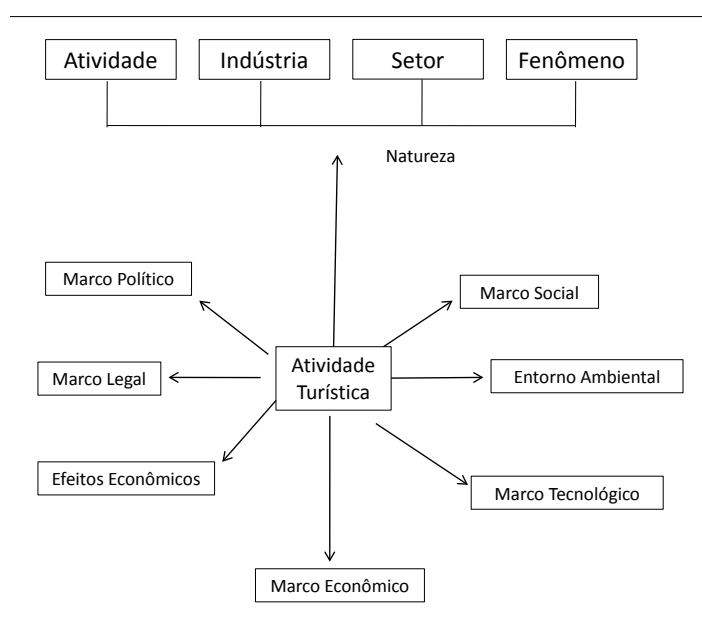 Atividade
Indústria
Setor
Fenômeno
Natureza
Marco Político
Marco Social
Atividade
Turística
Marco Legal
Entorno Ambiental
Efeitos Econômicos
Marco Tecnológico
Marco Econômico